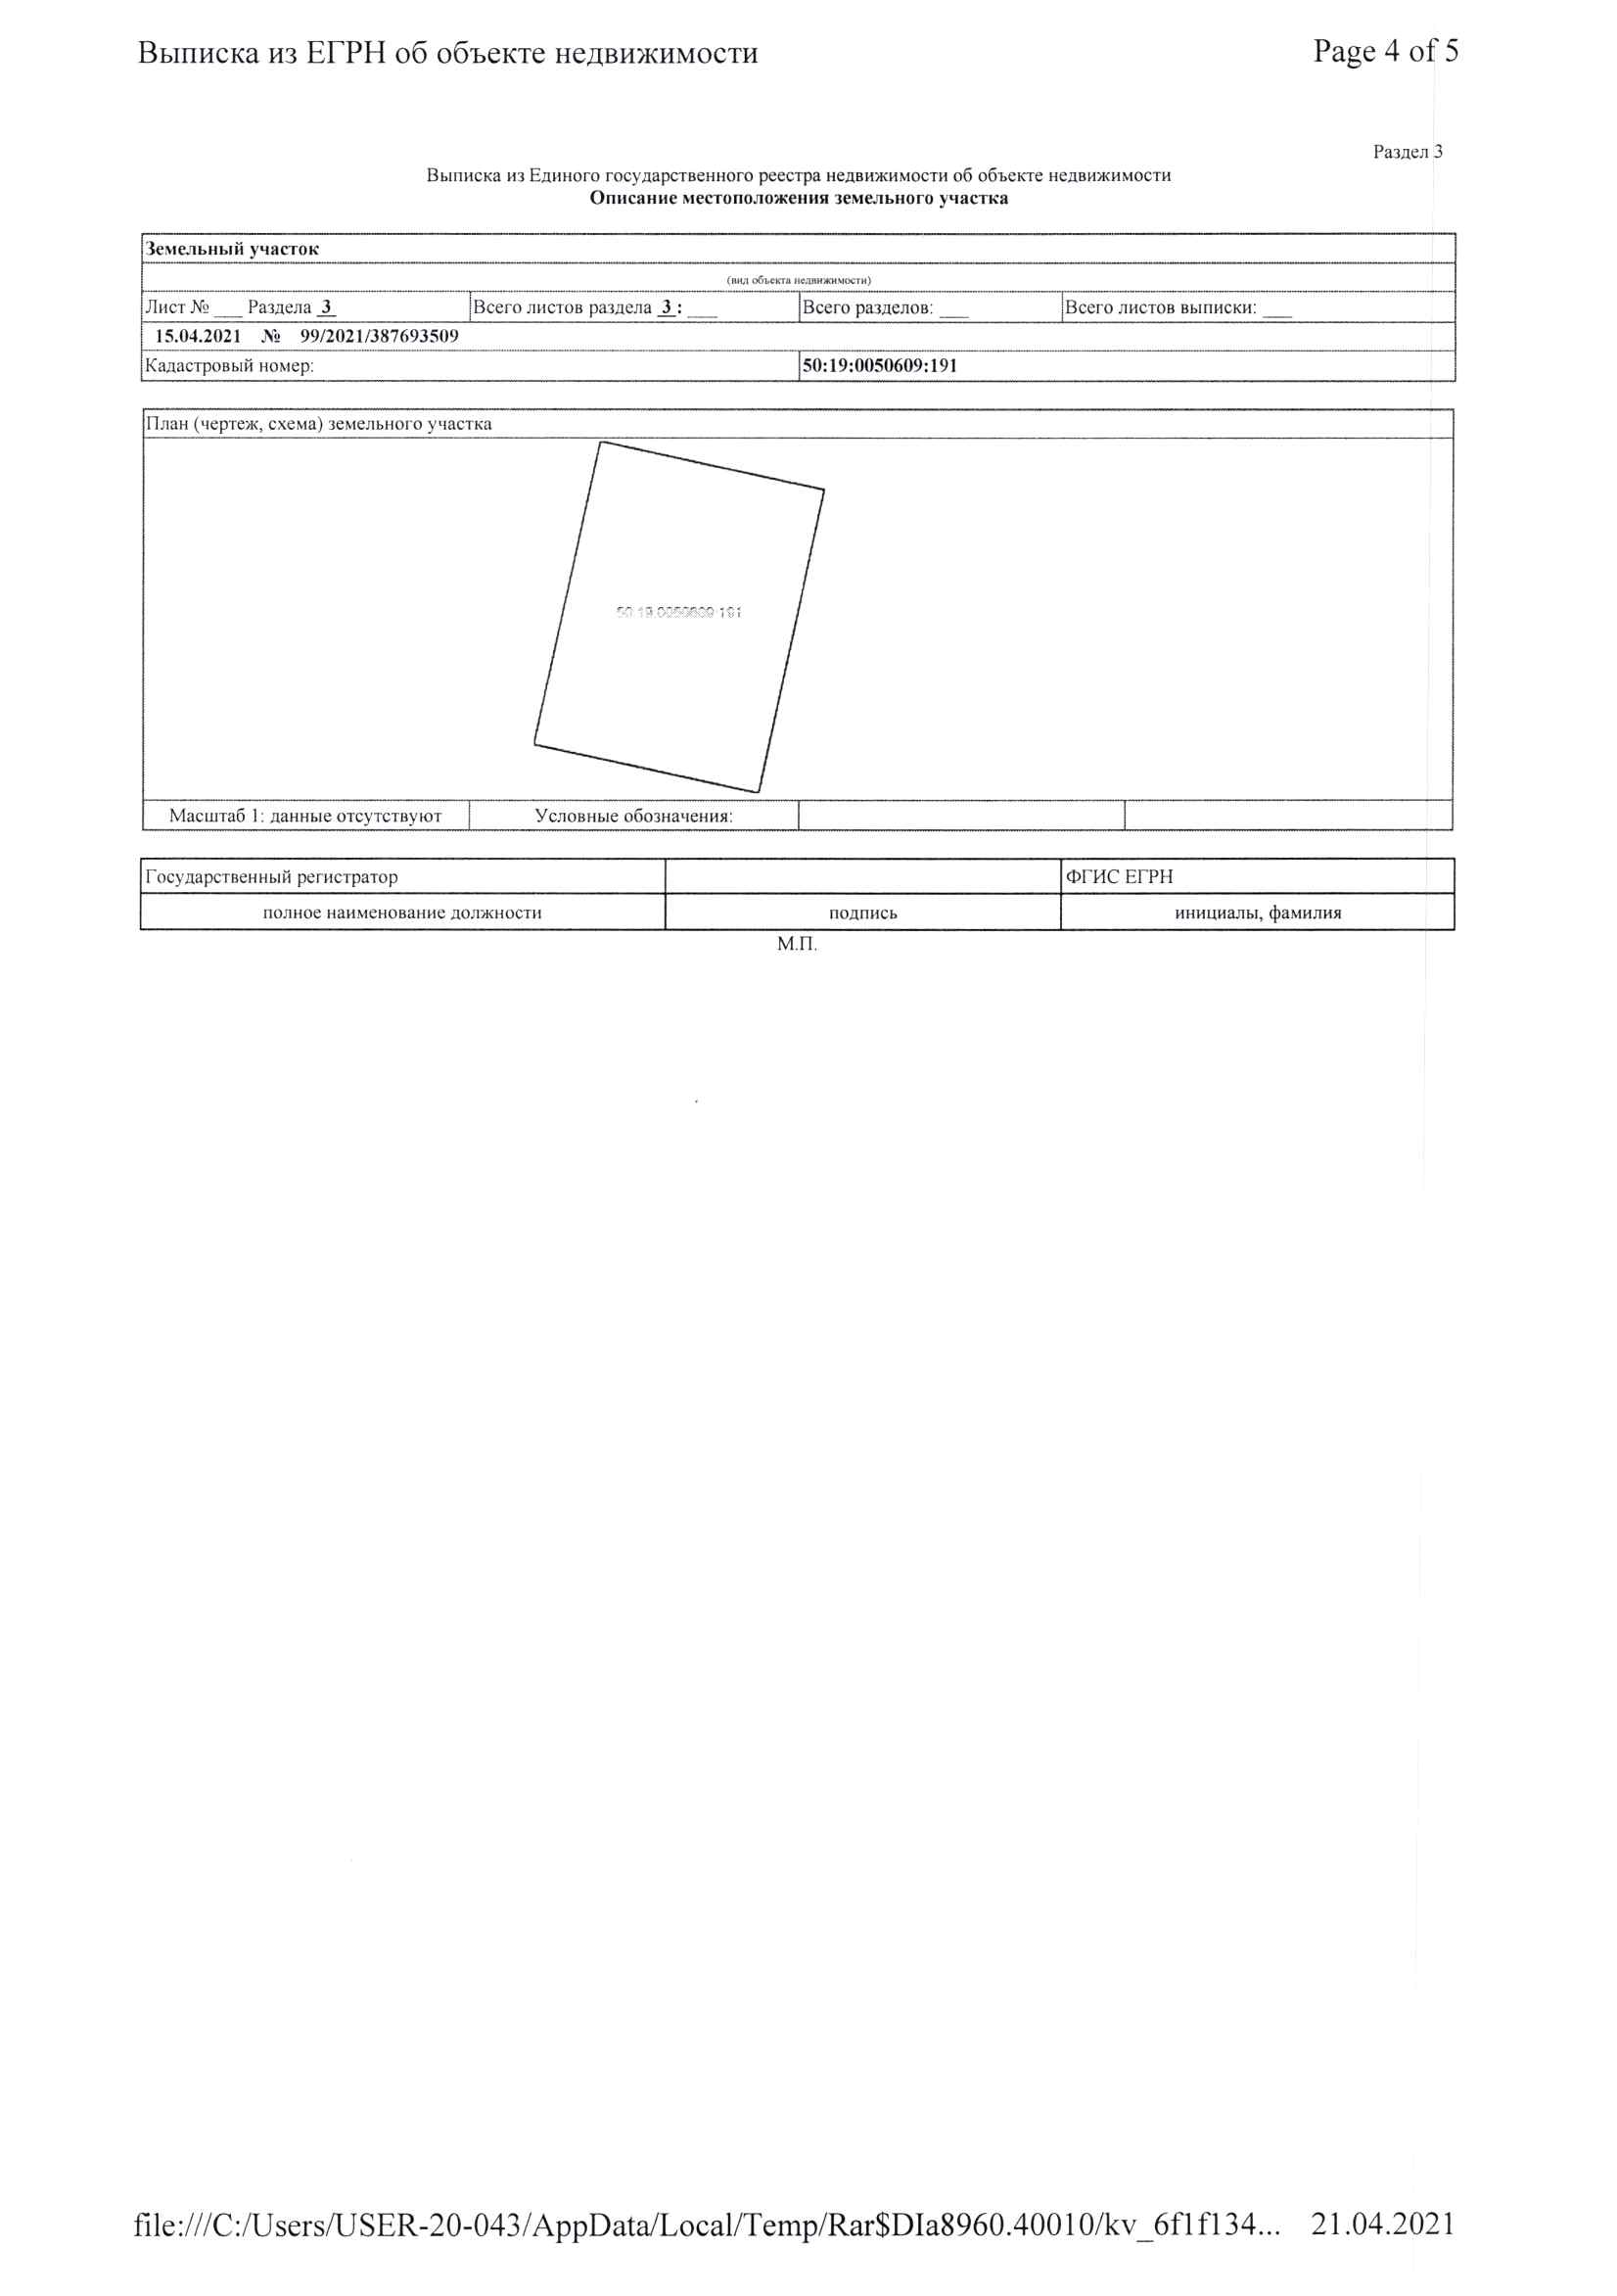 Выписка из ЕГРН об объекте недвижимости Page 4 of 5
Раздел 3
Выписка из Единого государственного реестра недвижимости об объекте недвижимости
Описание местоположения земельного участка
Земельный участок
(вид объекта недвижимости)
Лист № ___ Раздела 3 Всего листов раздела 3 : ___ Всего разделов: ___ Всего листов выписки: ___
15.04.2021 № 99/2021/387693509
Кадастровый номер: 50:19:0050609:191
План (чертеж, схема) земельного участка
50:19:0050609:191
Масштаб 1: данные отсутствуют Условные обозначения:
Государственный регистратор ФГИС ЕГРН
полное наименование должности подпись инициалы, фамилия
М.П.
file:///C:/Users/USER-20-043/AppData/Local/Temp/Rar$DIa8960.40010/kv_6f1f134... 21.04.2021